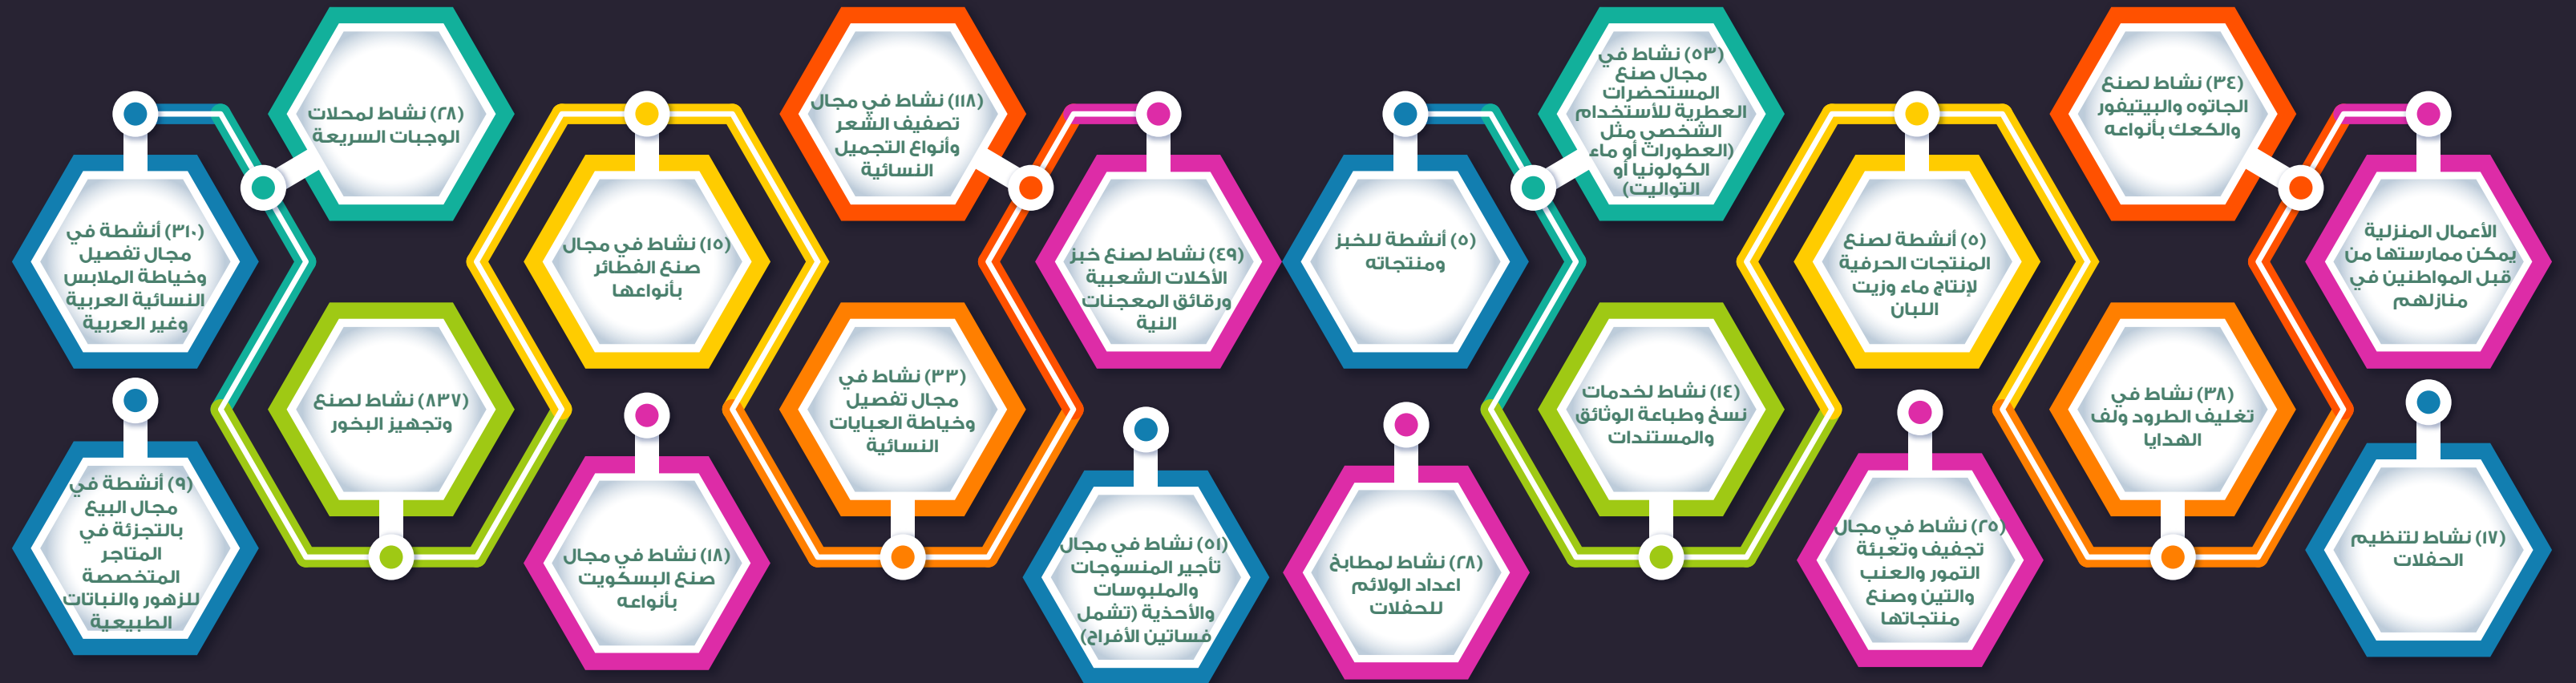 الأعمال المنزلية
يمكن ممارستها من
قبل المواطنين في
منازلهم
(٣٤) نشاط لصنع
الجاتوه والبيتيفور
والكعك بأنواعه
(٣٨) نشاط في
تغليف الطرود ولف
الهدايا
(١٧) نشاط لتنظيم
الحفلات
(٥) أنشطة لصنع
المنتجات الحرفية
لإنتاج ماء وزيت
اللبان
(٢٥) نشاط في مجال
تجفيف وتعبئة
التمور والعنب
والتين وصنع
منتجاتها
(٥٣) نشاط في
مجال صنع
المستحضرات
العطرية للأستخدام
الشخصي مثل
(العطورات أو ماء
الكولونيا أو
التواليت)
(١٤) نشاط لخدمات
نسخ وطباعة الوثائق
والمستندات
(٥) أنشطة للخبز
ومنتجاته
(٢٨) نشاط لمطابخ
اعداد الولائم
للحفلات
(٤٩) نشاط لصنع خبز
الأكلات الشعبية
ورقائق المعجنات
النية
(٥١) نشاط في مجال
تأجير المنسوجات
والملبوسات
والأحذية (تشمل
فساتين الأفراح)
(١١٨) نشاط في مجال
تصفيف الشعر
وأنواع التجميل
النسائية
(٣٣) نشاط في
مجال تفصيل
وخياطة العبايات
النسائية
(١٥) نشاط في مجال
صنع الفطائر
بأنواعها
(١٨) نشاط في مجال
صنع البسكويت
بأنواعه
(٢٨) نشاط لمحلات
الوجبات السريعة
(٨٣٧) نشاط لصنع
وتجهيز البخور
(٣١٠) أنشطة في
مجال تفصيل
وخياطة الملابس
النسائية العربية
وغير العربية
(٩) أنشطة في
مجال البيع
بالتجزئة في
المتاجر
المتخصصة
للزهور والنباتات
الطبيعية